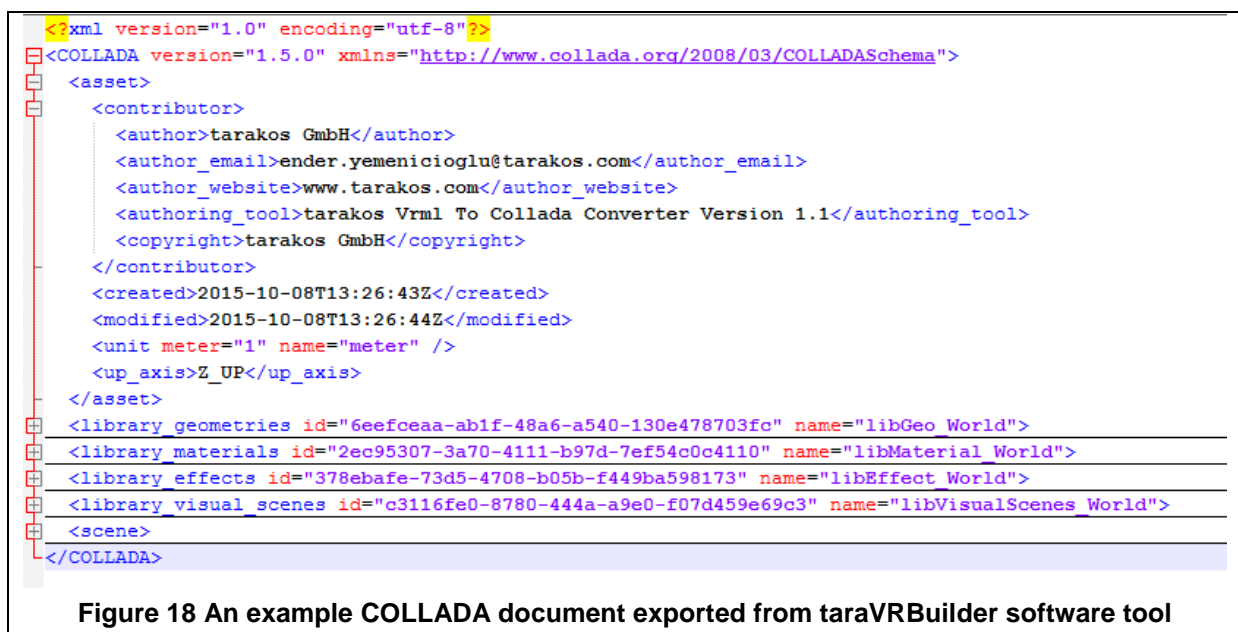 <?xml version="1.0" encoding="utf-8"?>
<COLLADA version="1.5.0" xmlns="http://www.collada.org/2008/03/COLLADASchema">
<asset>
<contributor>
<author>tarakos GmbH</author>
<author_email>ender.yemenicioglu@tarakos.com</author_email>
<author_website>www.tarakos.com</author_website>
<authoring_tool>tarakos Vrml To Collada Converter Version 1.1</authoring_tool>
<copyright>tarakos GmbH</copyright>
</contributor>
<created>2015-10-08T13:26:43Z</created>
<modified>2015-10-08T13:26:44Z</modified>
<unit meter="1" name="meter" />
<up_axis>Z_UP</up_axis>
</asset>
<library_geometries id="6eefceaa-ab1f-48a6-a540-130e478703fc" name="libGeo_World">
<library_materials id="2ec95307-3a70-4111-b97d-7ef54c0c4110" name="libMaterial_World">
<library_effects id="378ebafe-73d5-4708-b05b-f449ba598173" name="libEffect_World">
<library_visual_scenes id="c3116fe0-8780-444a-a9e0-f07d459e69c3" name="libVisualScenes_World">
<scene>
</COLLADA>
Figure 18 An example COLLADA document exported from taraVRBuilder software tool